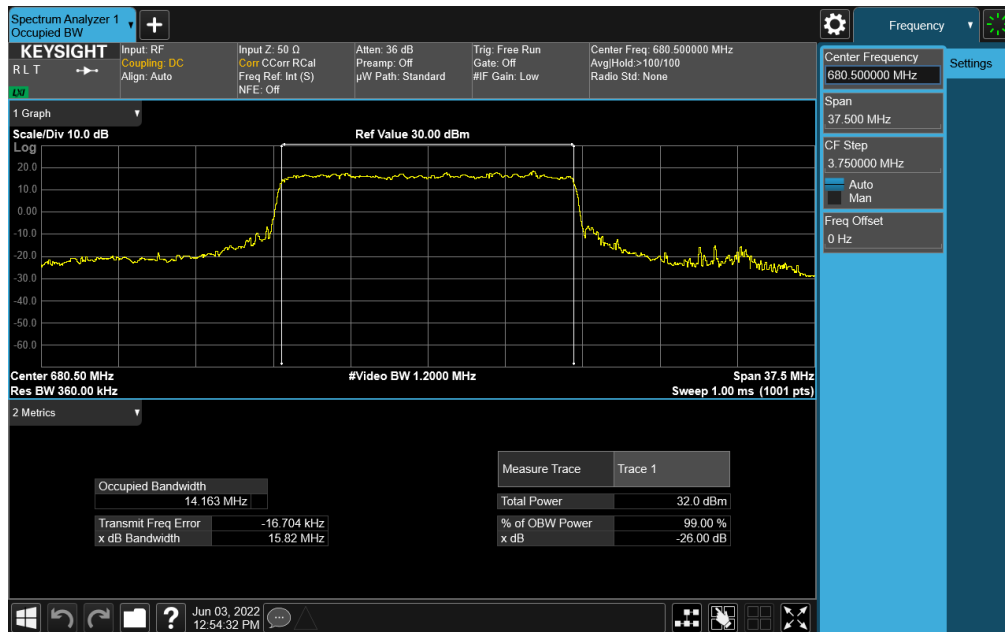 Spectrum Analyzer 1
Occupied BW
Frequency
KEYSIGHT
R L T
LXI
Input: RF
Coupling: DC
Align: Auto
Input Z: 50 Ω
Corr CCorr RCal
Freq Ref: Int (S)
NFE: Off
Atten: 36 dB
Preamp: Off
µW Path: Standard
Trig: Free Run
Gate: Off
#IF Gain: Low
Center Freq: 680.500000 MHz
Avg|Hold:>100/100
Radio Std: None
Center Frequency
680.500000 MHz
Settings
Span
37.500 MHz
CF Step
3.750000 MHz
Auto
Man
Freq Offset
0 Hz
1 Graph
Scale/Div 10.0 dB
Ref Value 30.00 dBm
Log
20.0
10.0
0.00
-10.0
-20.0
-30.0
-40.0
-50.0
-60.0
Center 680.50 MHz
#Video BW 1.2000 MHz
Span 37.5 MHz
Res BW 360.00 kHz
Sweep 1.00 ms (1001 pts)
2 Metrics
Measure Trace
Trace 1
Occupied Bandwidth
14.163 MHz
Total Power
32.0 dBm
Transmit Freq Error
-16.704 kHz
% of OBW Power
99.00 %
x dB Bandwidth
15.82 MHz
x dB
-26.00 dB
?
Jun 03, 2022
12:54:32 PM